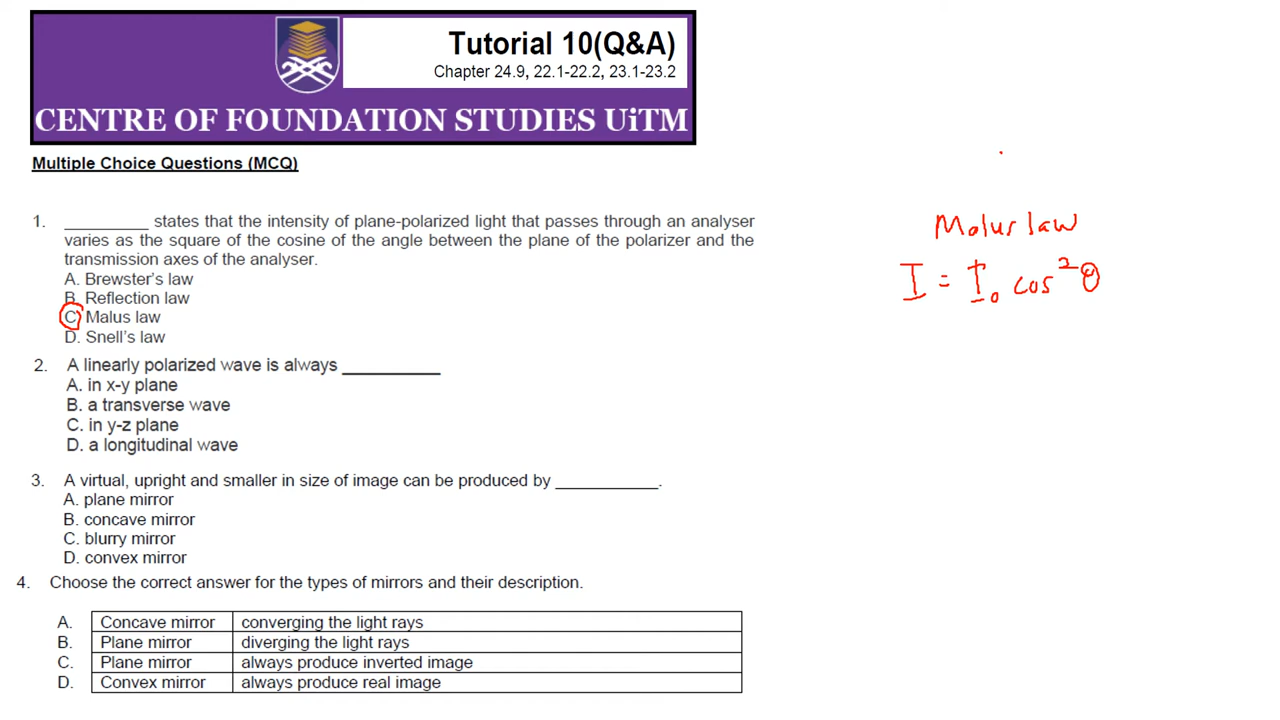 Tutorial 10(Q&A)
Chapter 24.9, 22.1-22.2, 23.1-23.2
CENTRE OF FOUNDATION STUDIES UiTM
Multiple Choice Questions (MCQ)
1. _________ states that the intensity of plane-polarized light that passes through an analyser
varies as the square of the cosine of the angle between the plane of the polarizer and the
transmission axes of the analyser.
A. Brewster's law
B. Reflection law
C. Malus law
D. Snell's law
2. A linearly polarized wave is always __________
A. in x-y plane
B. a transverse wave
C. in y-z plane
D. a longitudinal wave
3. A virtual, upright and smaller in size of image can be produced by ___________.
A. plane mirror
B. concave mirror
C. blurry mirror
D. convex mirror
4. Choose the correct answer for the types of mirrors and their description.
A. Concave mirror converging the light rays
B. Plane mirror diverging the light rays
C. Plane mirror always produce inverted image
D. Convex mirror always produce real image
Malus law
I = I₀ cos²θ